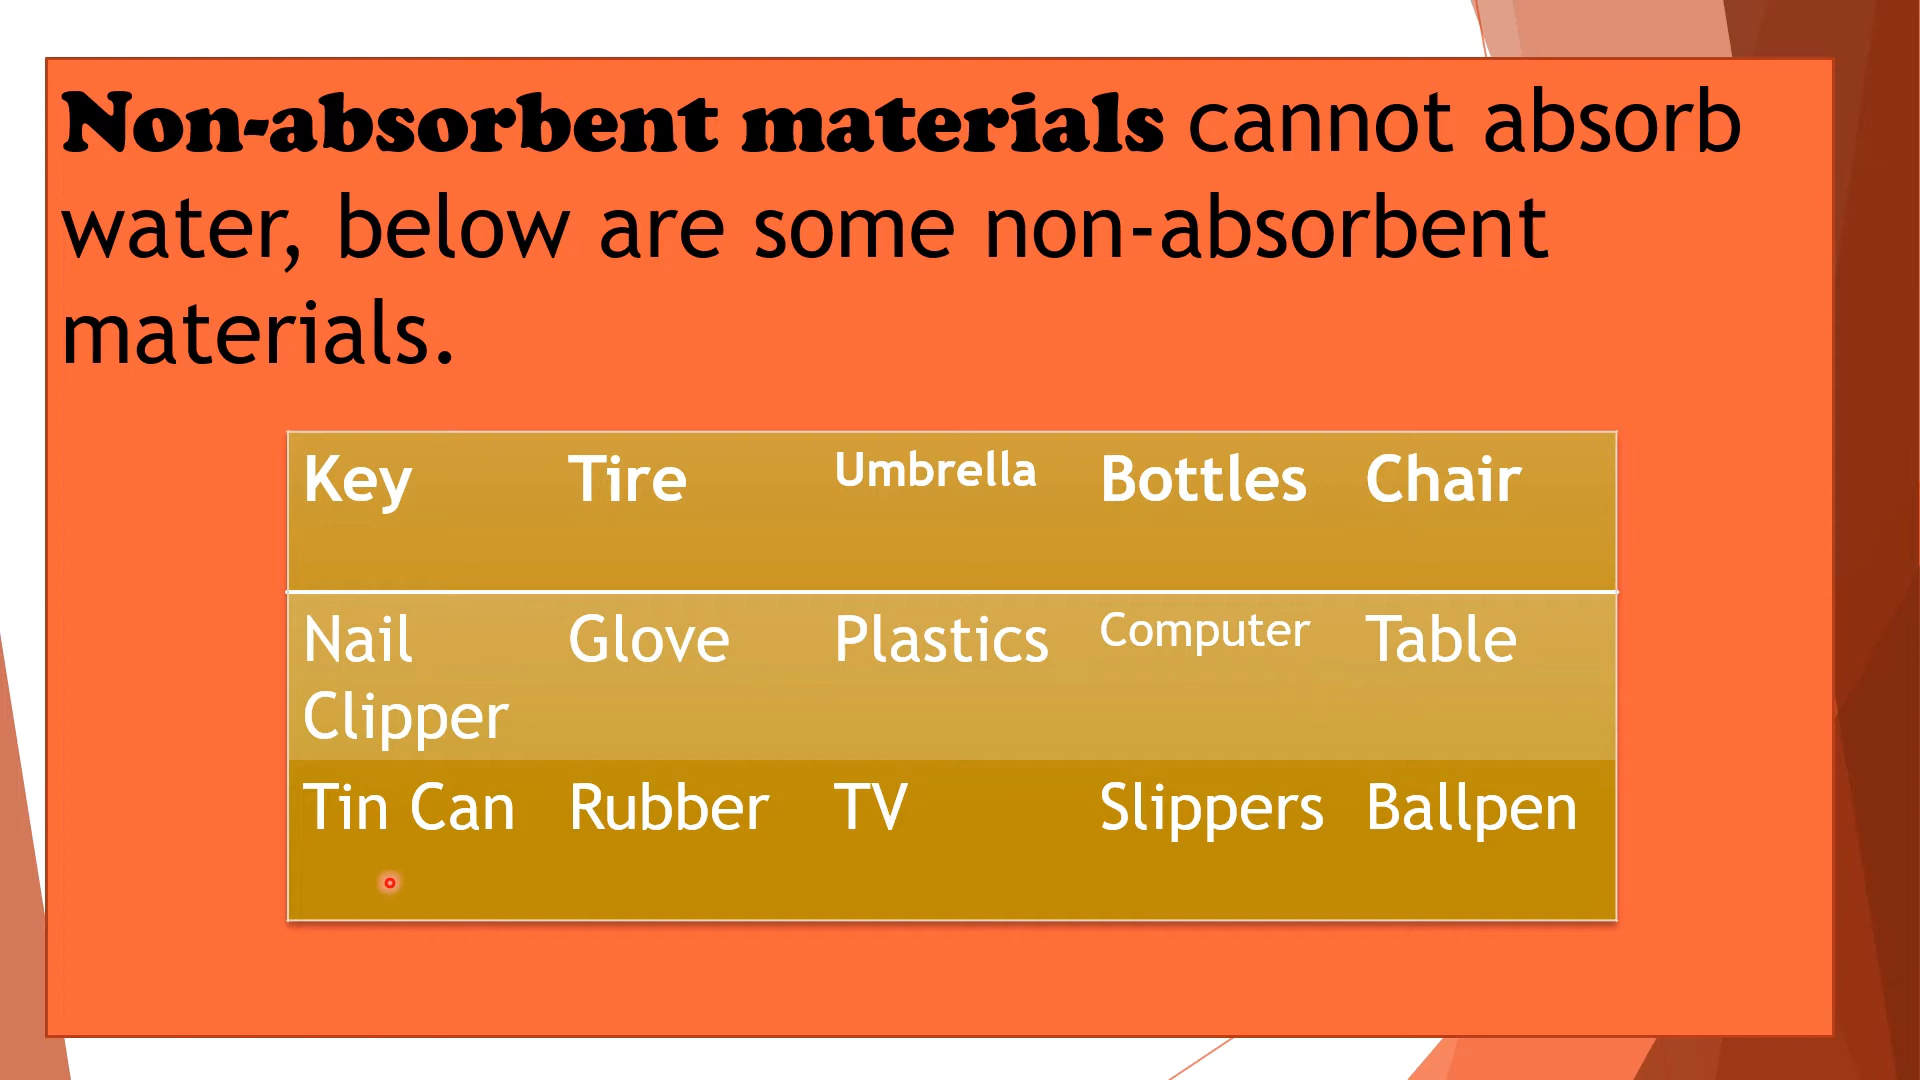 Non-absorbent materials cannot absorb
water, below are some non-absorbent
materials.
Key Tire Umbrella Bottles Chair
Nail Glove Plastics Computer Table
Clipper
Tin Can Rubber TV Slippers Ballpen